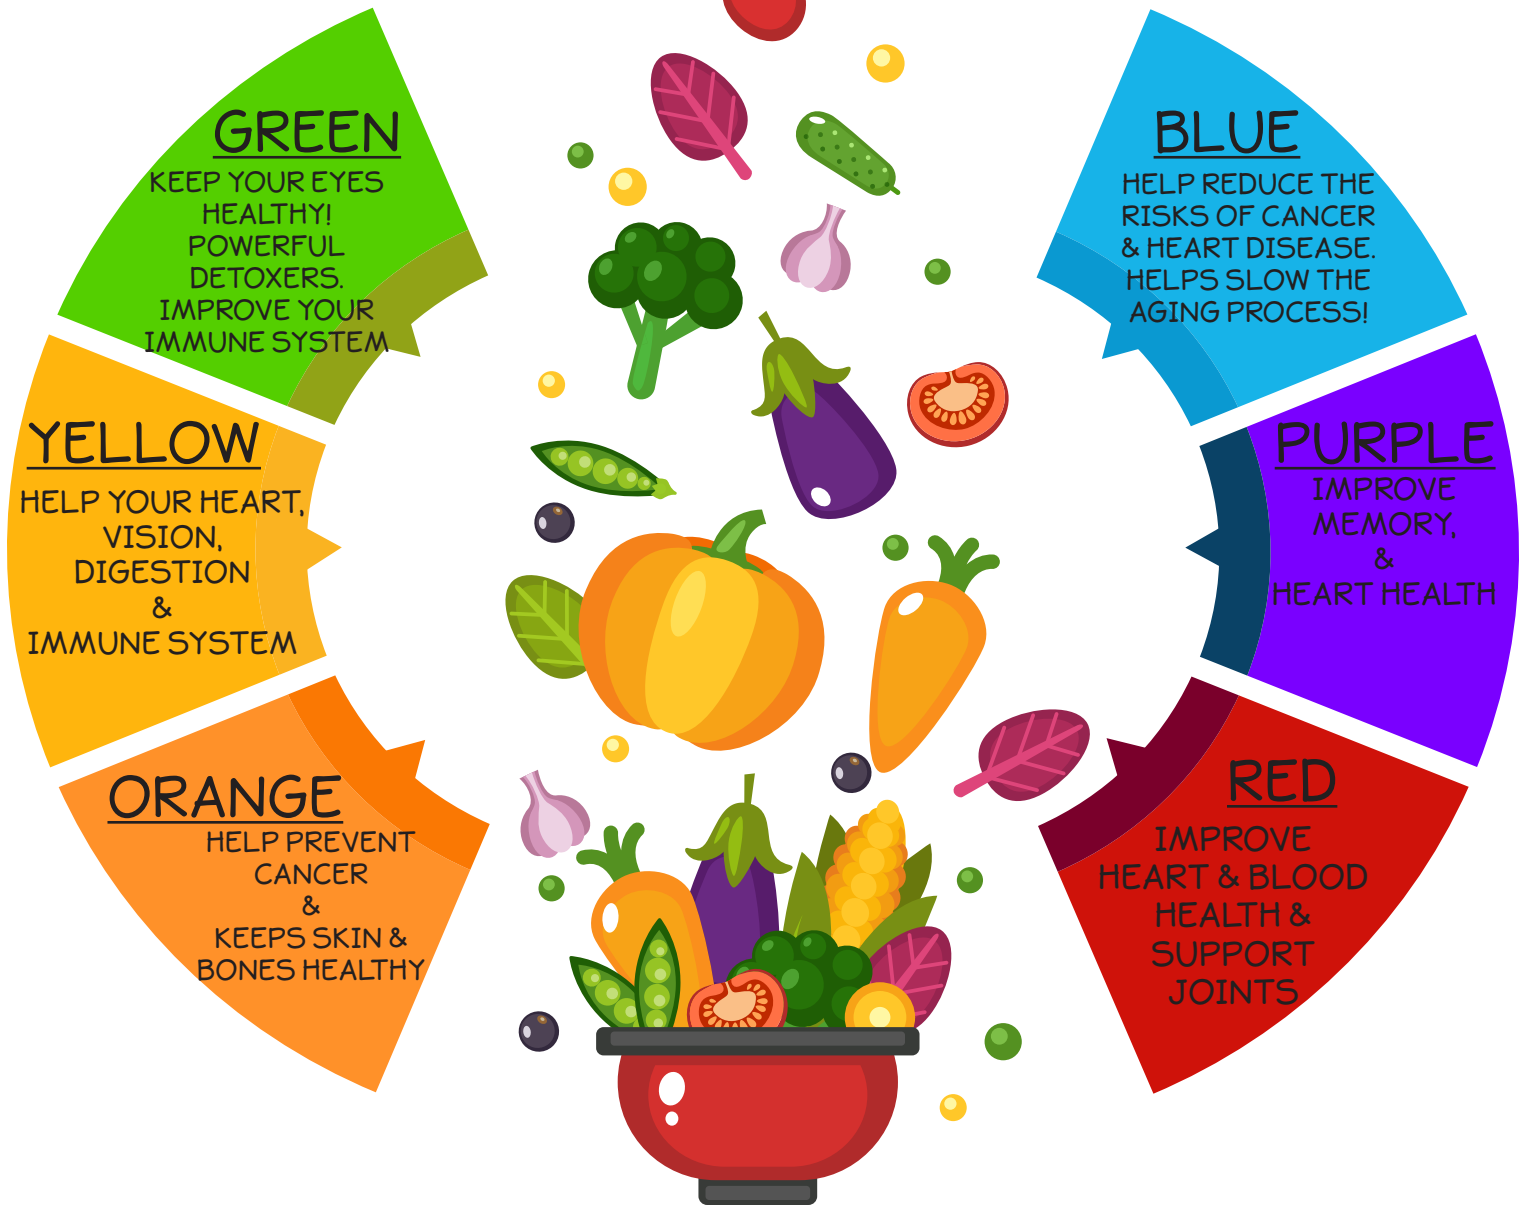 GREEN
KEEP YOUR EYES
HEALTHY!
POWERFUL
DETOXERS.
IMPROVE YOUR
IMMUNE SYSTEM
YELLOW
HELP YOUR HEART,
VISION,
DIGESTION
&
IMMUNE SYSTEM
ORANGE
HELP PREVENT
CANCER
&
KEEPS SKIN &
BONES HEALTHY
BLUE
HELP REDUCE THE
RISKS OF CANCER
& HEART DISEASE.
HELPS SLOW THE
AGING PROCESS!
PURPLE
IMPROVE
MEMORY,
&
HEART HEALTH
RED
IMPROVE
HEART & BLOOD
HEALTH &
SUPPORT
JOINTS